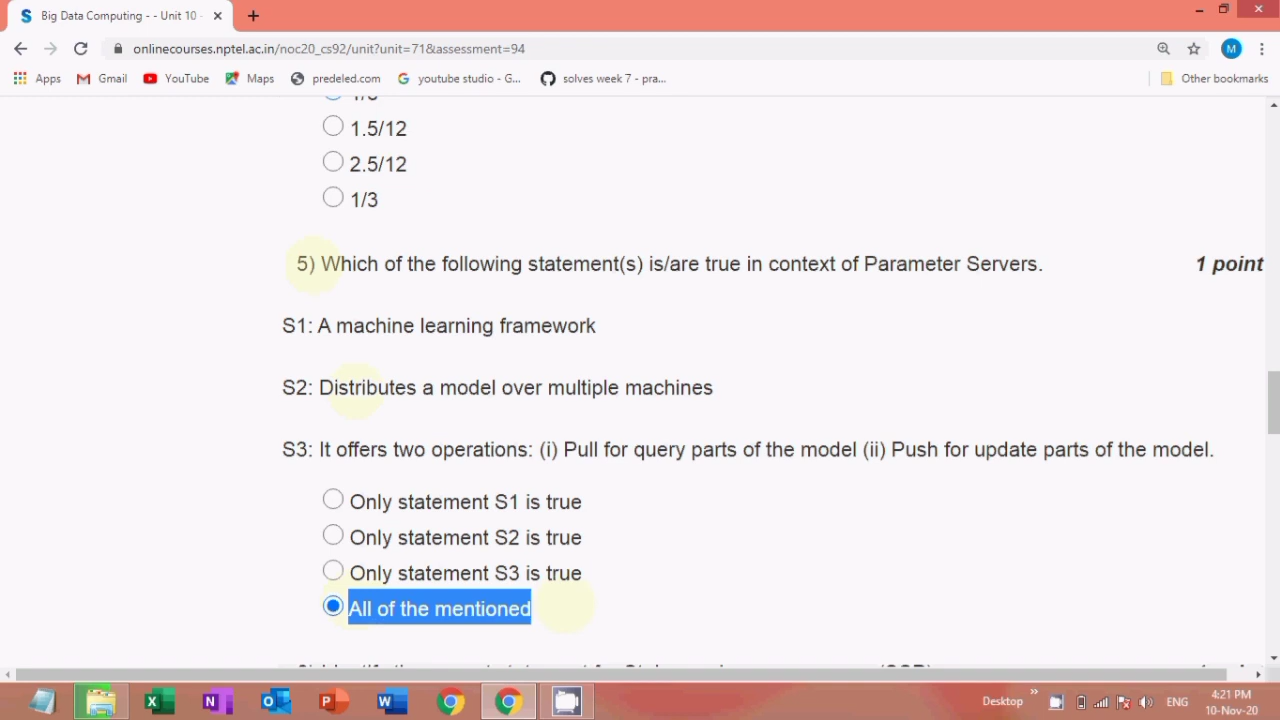 Big Data Computing - - Unit 10 -
onlinecourses.nptel.ac.in/noc20_cs92/unit?unit=71&assessment=94
M
Apps Gmail YouTube Maps predeled.com youtube studio - G... solves week 7 - pra... Other bookmarks
1.5/12
2.5/12
1/3
5) Which of the following statement(s) is/are true in context of Parameter Servers. 1 point
S1: A machine learning framework
S2: Distributes a model over multiple machines
S3: It offers two operations: (i) Pull for query parts of the model (ii) Push for update parts of the model.
Only statement S1 is true
Only statement S2 is true
Only statement S3 is true
All of the mentioned
Desktop ENG 4:21 PM
10-Nov-20